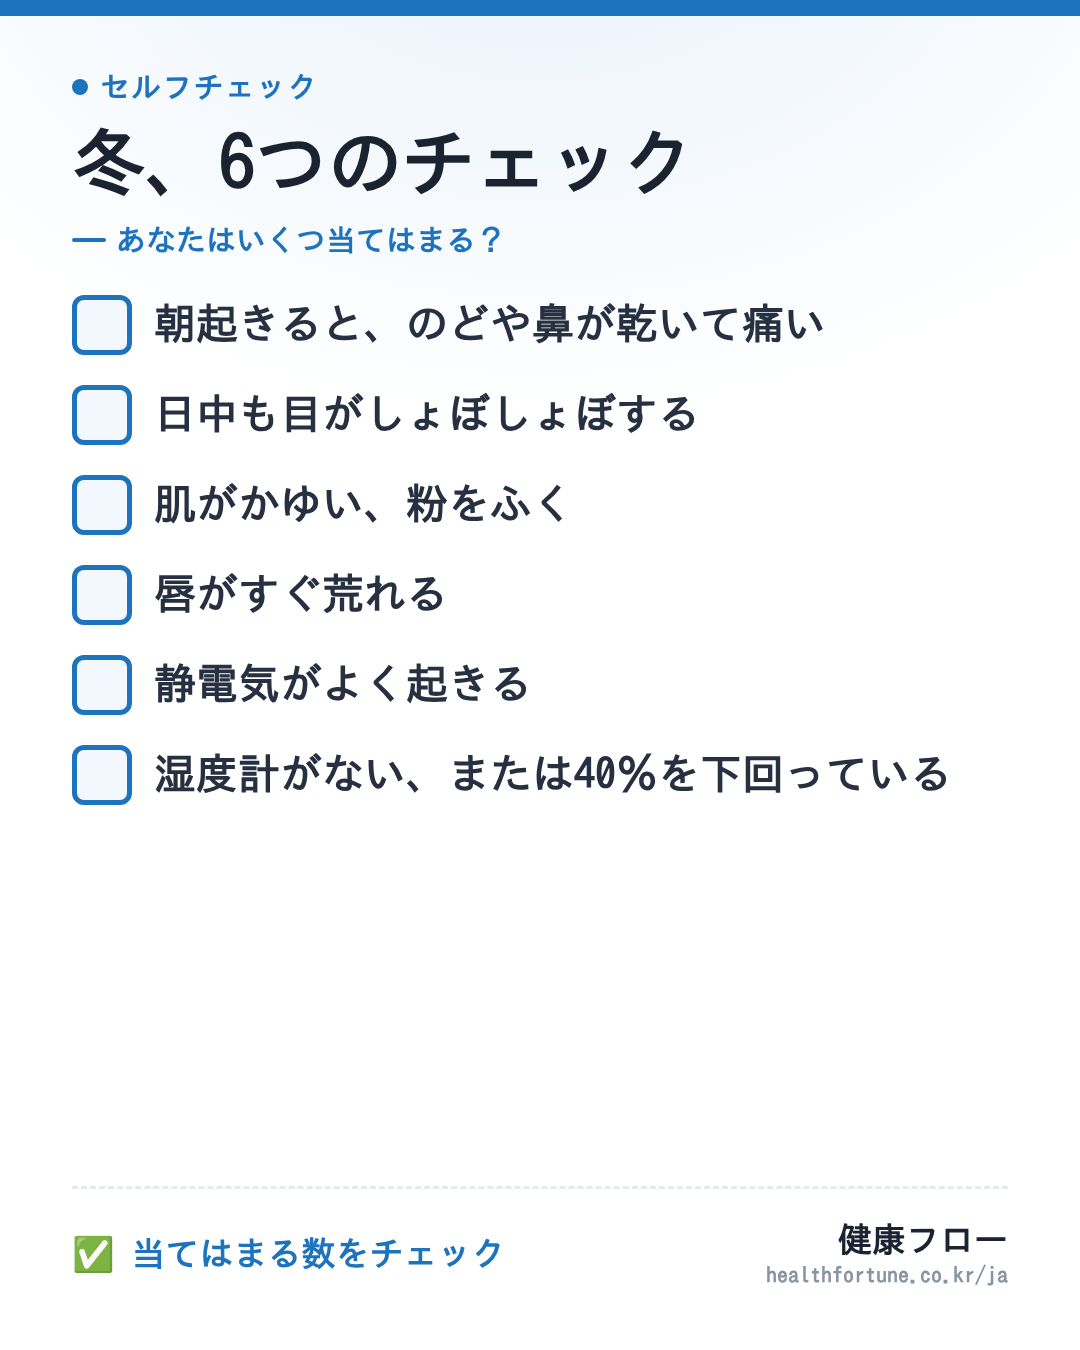 セルフチェック
冬、6つのチェック
— あなたはいくつ当てはまる？
朝起きると、のどや鼻が乾いて痛い
日中も目がしょぼしょぼする
肌がかゆい、粉をふく
唇がすぐ荒れる
静電気がよく起きる
湿度計がない、または40%を下回っている
✅ 当てはまる数をチェック
健康フロー
healthfortune.co.kr/ja